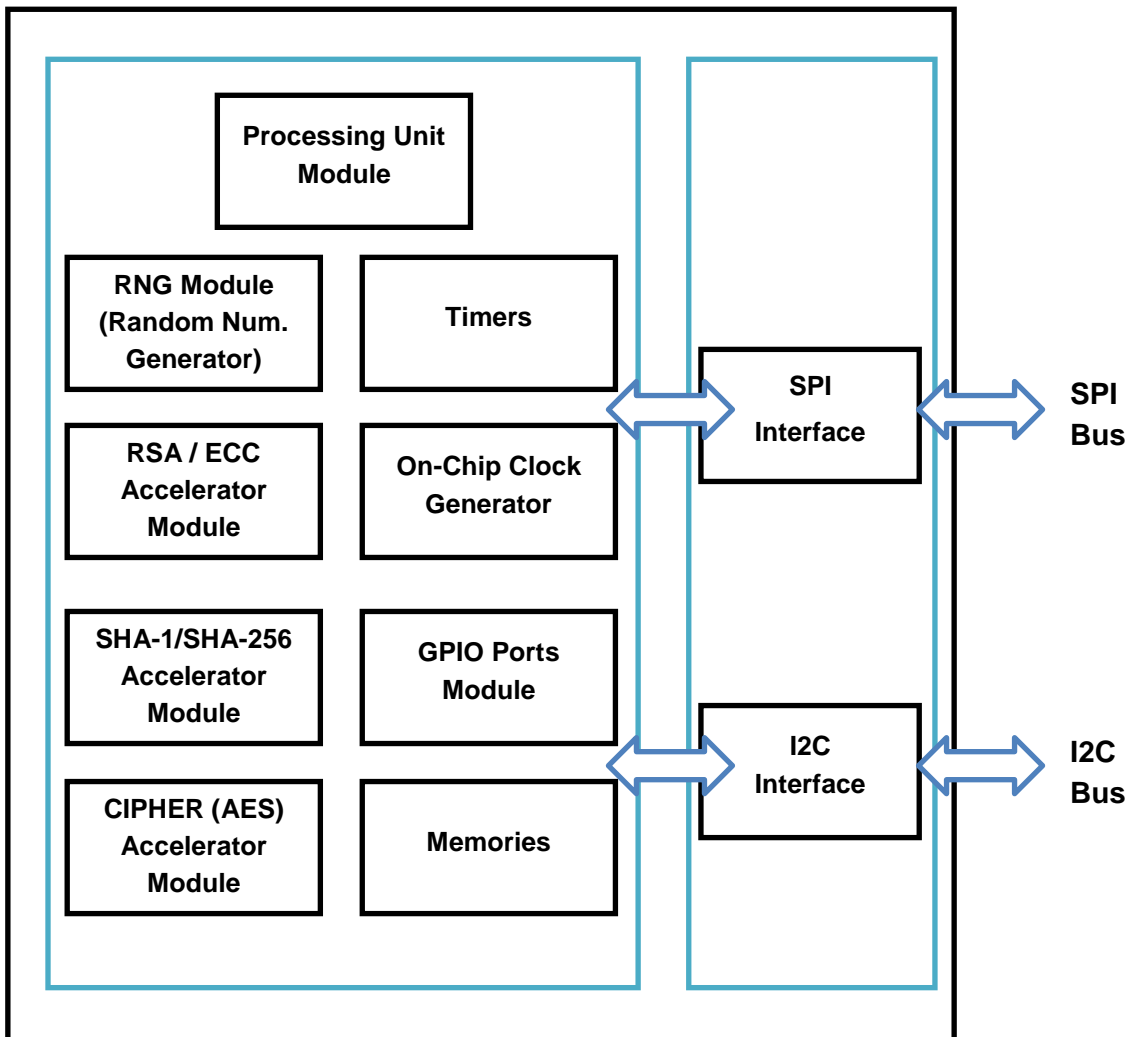 Processing Unit
Module
RNG Module
(Random Num.
Generator)
Timers
RSA / ECC
Accelerator
Module
On-Chip Clock
Generator
SHA-1/SHA-256
Accelerator
Module
GPIO Ports
Module
CIPHER (AES)
Accelerator
Module
Memories
SPI
Interface
SPI
Bus
I2C
Interface
I2C
Bus